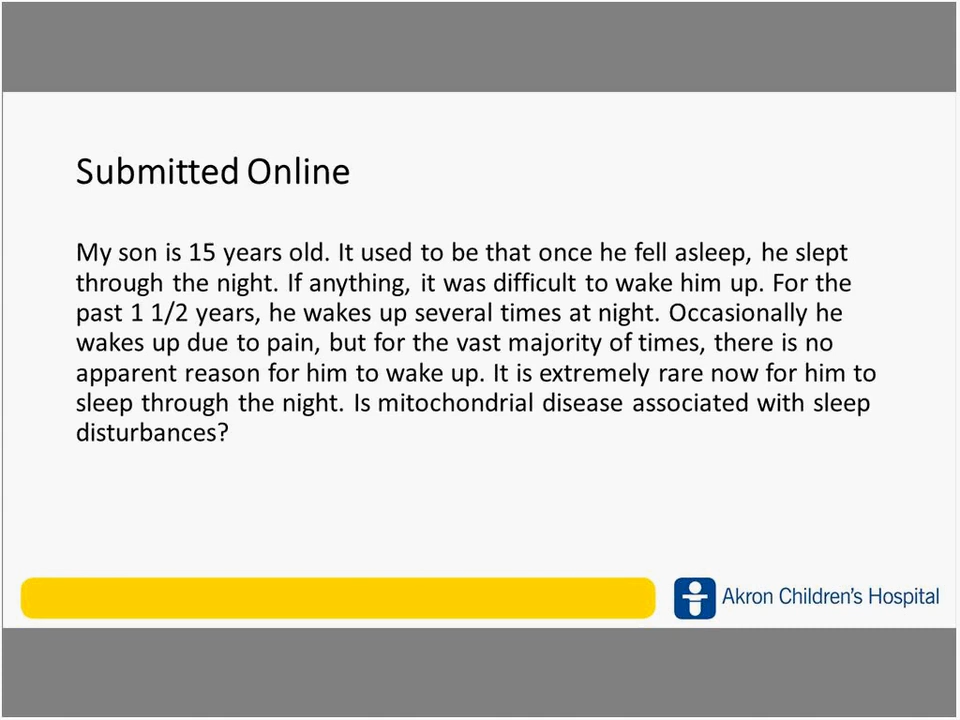 Submitted Online
My son is 15 years old. It used to be that once he fell asleep, he slept
through the night. If anything, it was difficult to wake him up. For the
past 1 1/2 years, he wakes up several times at night. Occasionally he
wakes up due to pain, but for the vast majority of times, there is no
apparent reason for him to wake up. It is extremely rare now for him to
sleep through the night. Is mitochondrial disease associated with sleep
disturbances?
Akron Children's Hospital